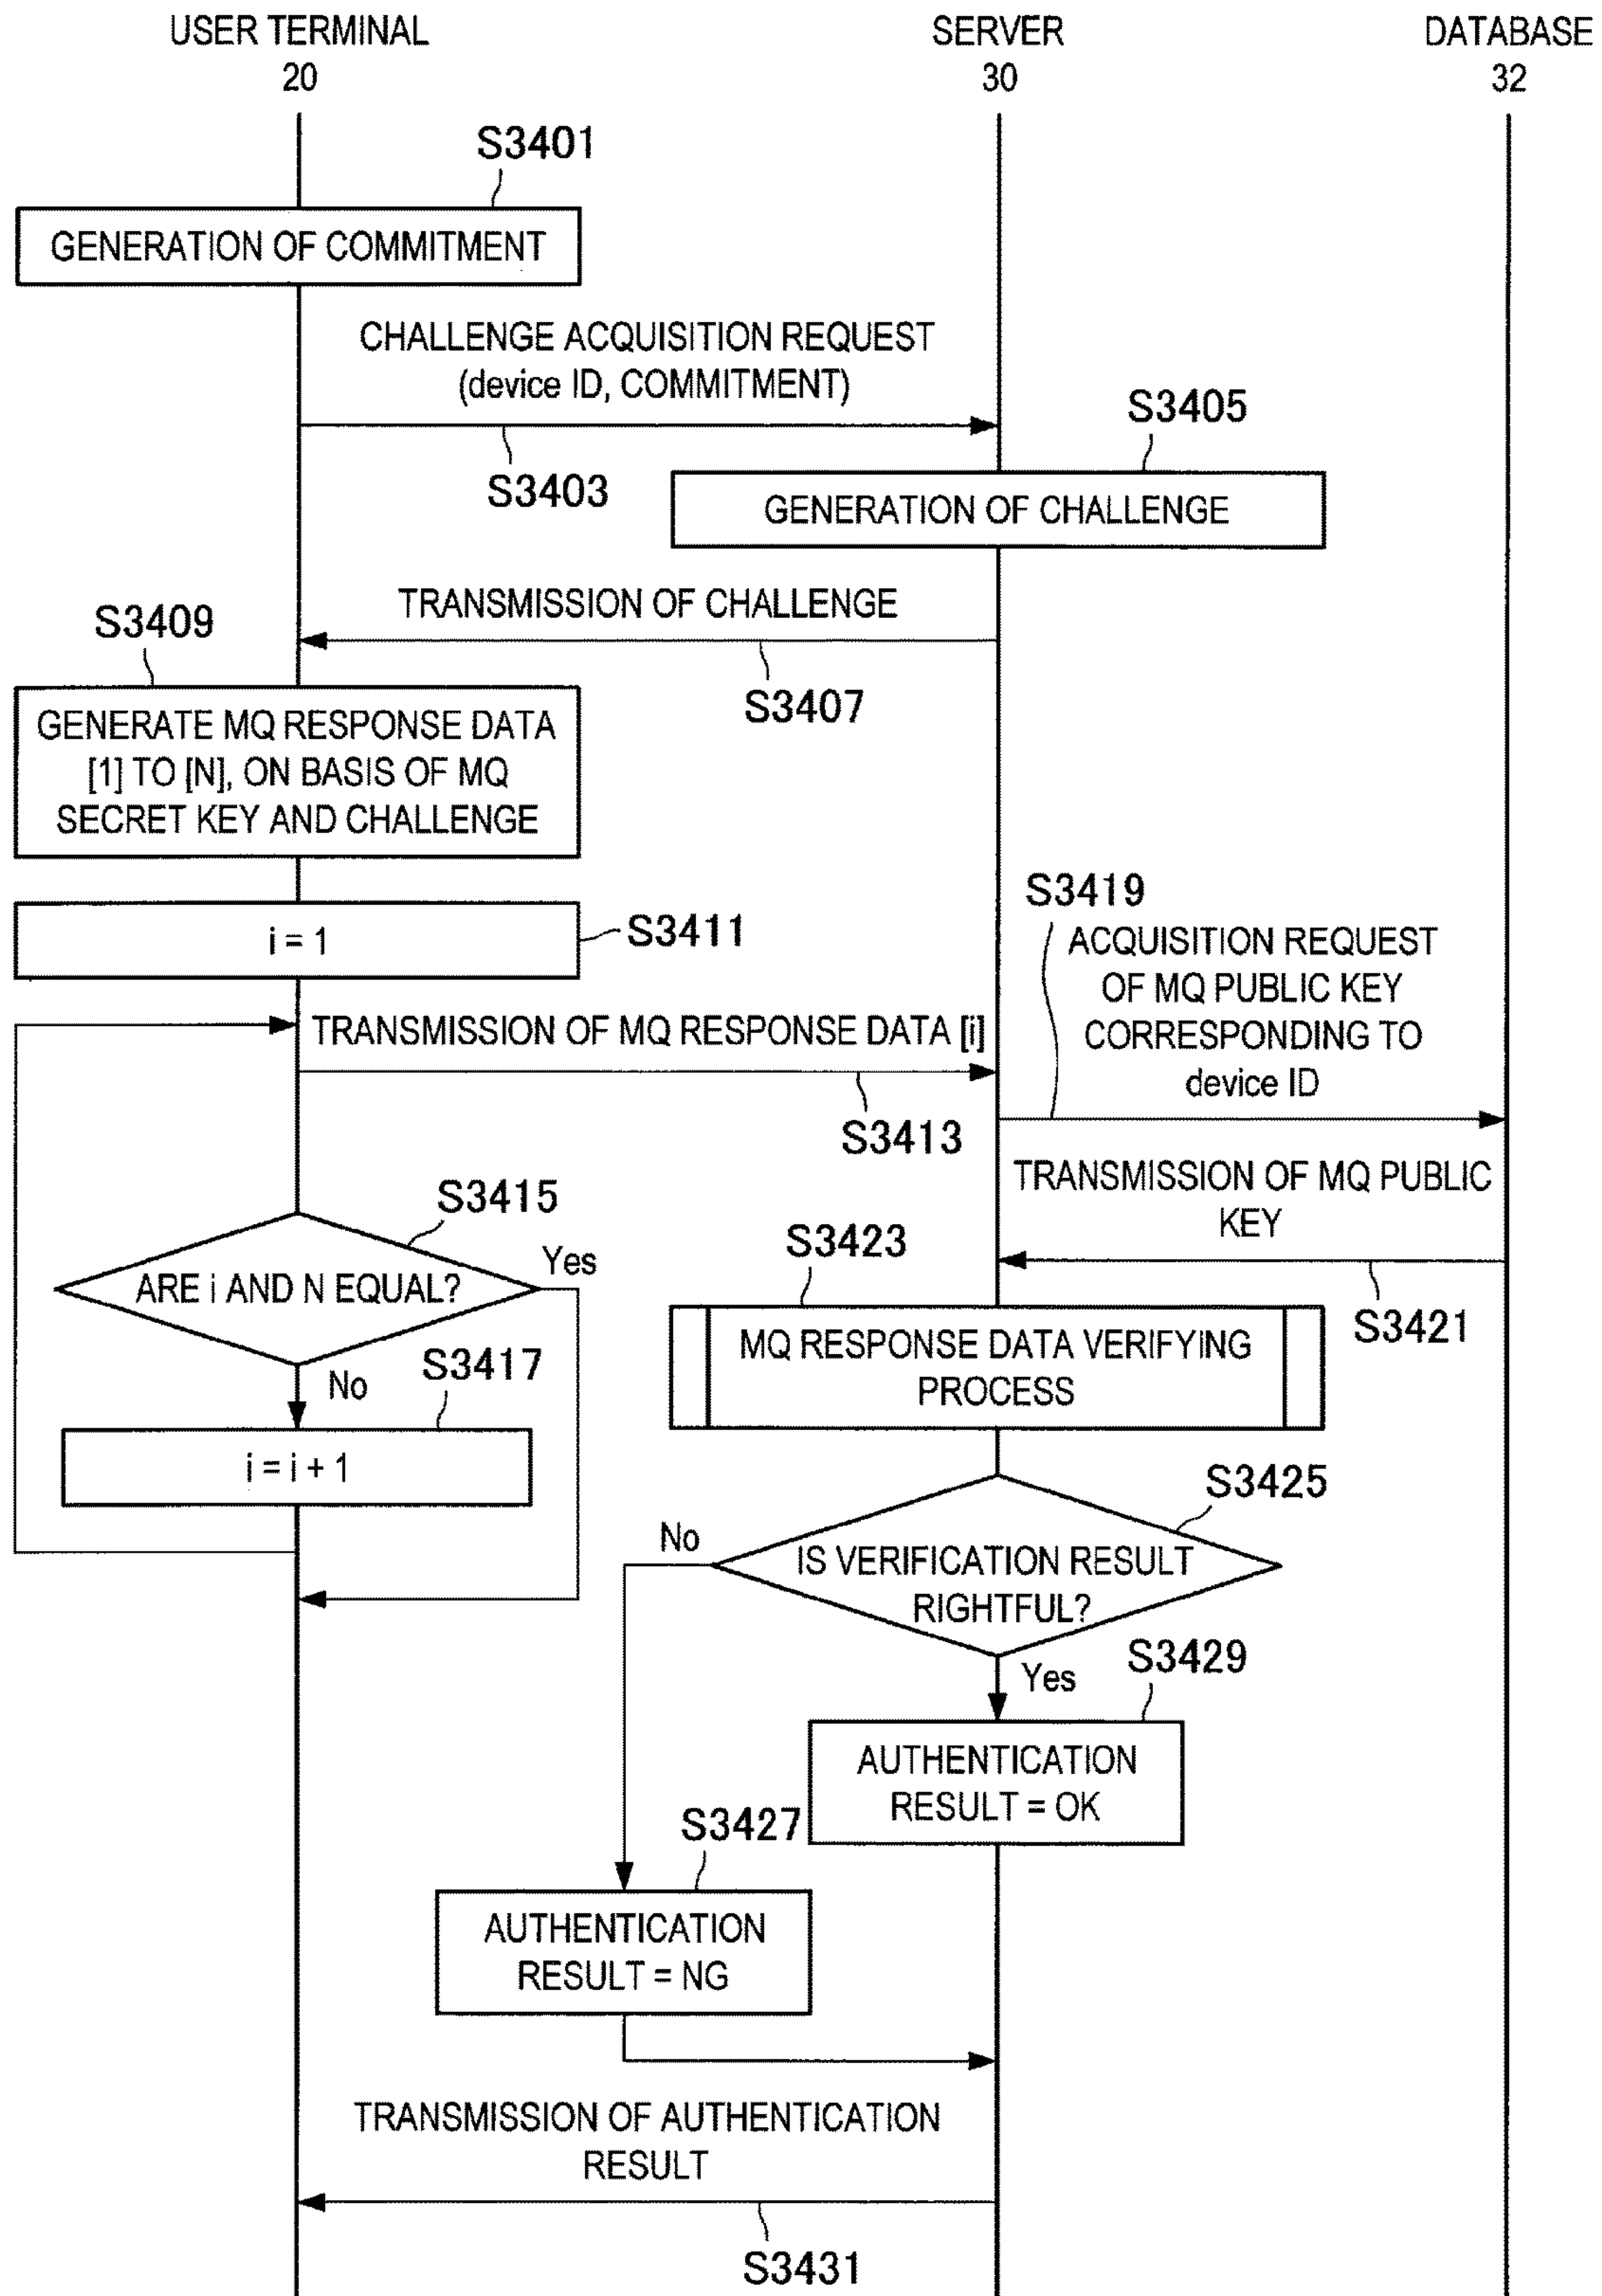 USER TERMINAL
20
SERVER
30
DATABASE
32
S3401
GENERATION OF COMMITMENT
CHALLENGE ACQUISITION REQUEST
(device ID, COMMITMENT)
S3403
S3405
GENERATION OF CHALLENGE
TRANSMISSION OF CHALLENGE
S3407
S3409
GENERATE MQ RESPONSE DATA
[1] TO [N], ON BASIS OF MQ
SECRET KEY AND CHALLENGE
i = 1
S3411
TRANSMISSION OF MQ RESPONSE DATA [i]
S3413
S3419
ACQUISITION REQUEST
OF MQ PUBLIC KEY
CORRESPONDING TO
device ID
TRANSMISSION OF MQ PUBLIC
KEY
S3421
S3415
ARE i AND N EQUAL?
Yes
No
S3417
i = i + 1
S3423
MQ RESPONSE DATA VERIFYING
PROCESS
S3425
IS VERIFICATION RESULT
RIGHTFUL?
No
Yes
S3429
AUTHENTICATION
RESULT = OK
S3427
AUTHENTICATION
RESULT = NG
TRANSMISSION OF AUTHENTICATION
RESULT
S3431